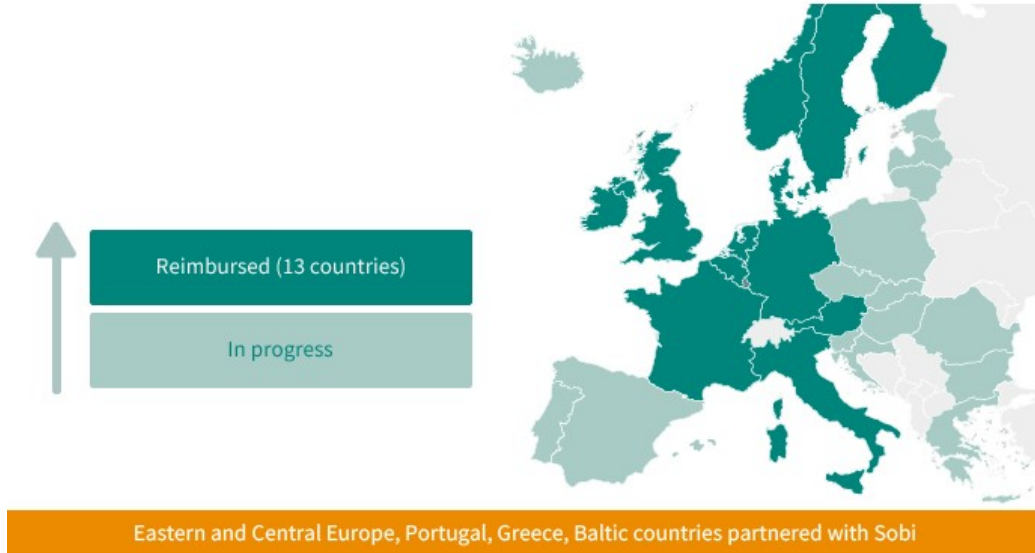 Reimbursed (13 countries)
In progress
Eastern and Central Europe, Portugal, Greece, Baltic countries partnered with Sobi